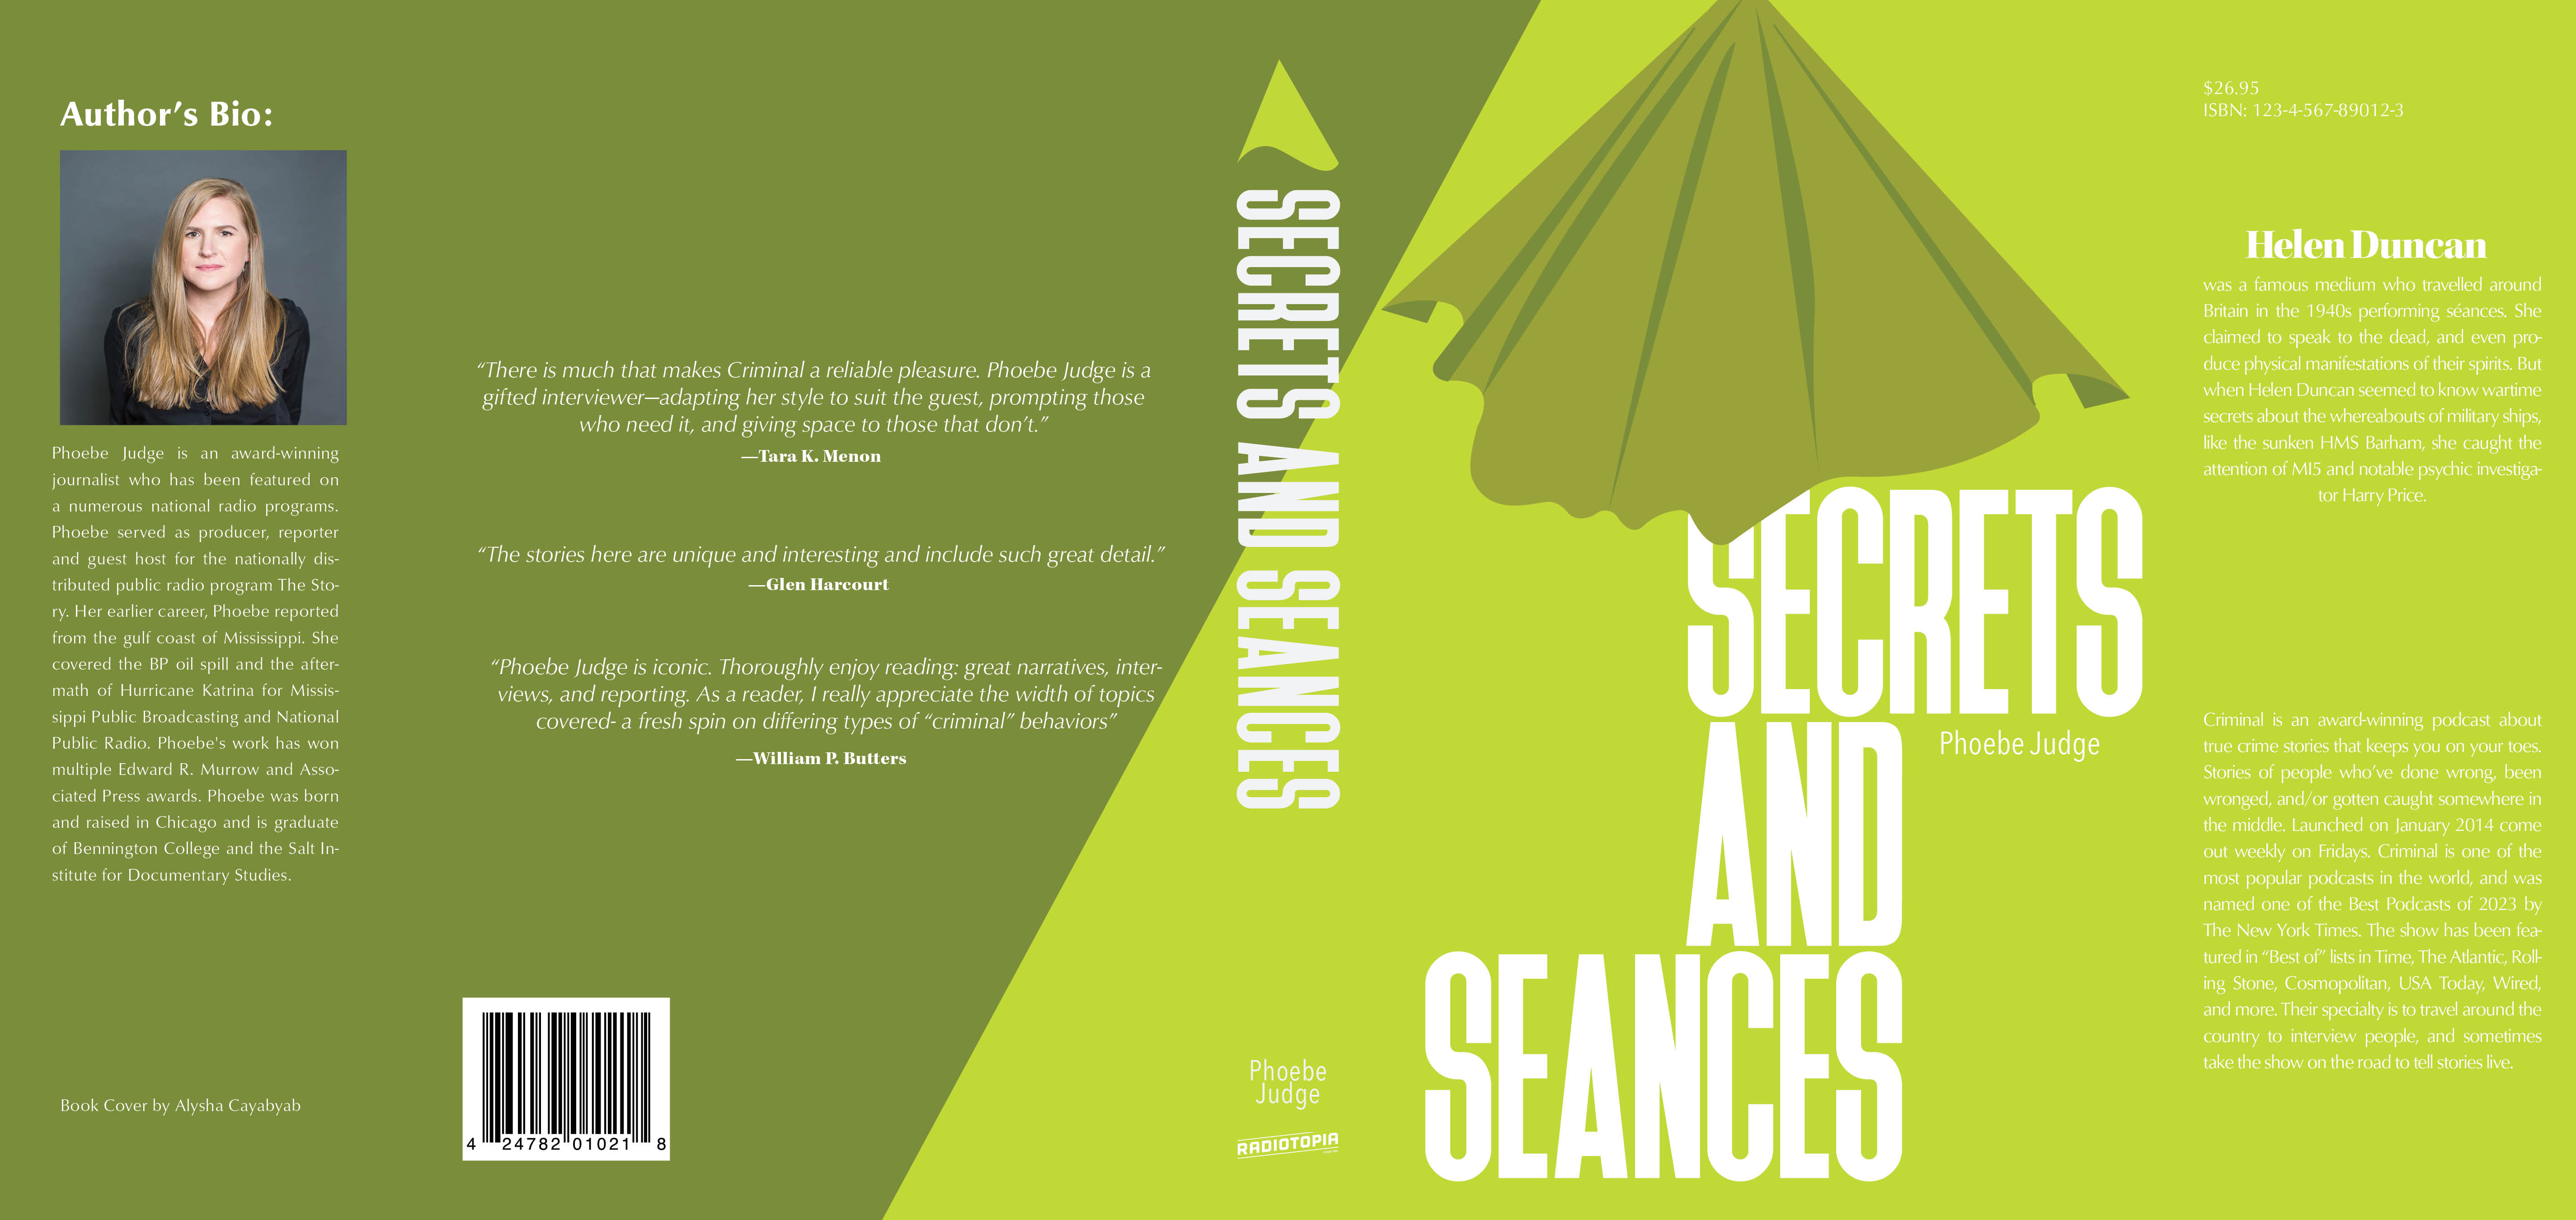 Author's Bio:
Phoebe Judge is an award-winning
journalist who has been featured on
a numerous national radio programs.
Phoebe served as producer, reporter
and guest host for the nationally dis-
tributed public radio program The Sto-
ry. Her earlier career, Phoebe reported
from the gulf coast of Mississippi. She
covered the BP oil spill and the after-
math of Hurricane Katrina for Missis-
sippi Public Broadcasting and National
Public Radio. Phoebe's work has won
multiple Edward R. Murrow and Asso-
ciated Press awards. Phoebe was born
and raised in Chicago and is graduate
of Bennington College and the Salt In-
stitute for Documentary Studies.
Book Cover by Alysha Cayabyab
“There is much that makes Criminal a reliable pleasure. Phoebe Judge is a
gifted interviewer—adapting her style to suit the guest, prompting those
who need it, and giving space to those that don’t.”
—Tara K. Menon
“The stories here are unique and interesting and include such great detail.”
—Glen Harcourt
“Phoebe Judge is iconic. Thoroughly enjoy reading: great narratives, inter-
views, and reporting. As a reader, I really appreciate the width of topics
covered- a fresh spin on differing types of “criminal” behaviors”
—William P. Butters
4 24782 01021 8
SECRETS AND SEANCES
Phoebe
Judge
RADIOTOPIA
SECRETS
AND
Phoebe Judge
SEANCES
$26.95
ISBN: 123-4-567-89012-3
Helen Duncan
was a famous medium who travelled around
Britain in the 1940s performing séances. She
claimed to speak to the dead, and even pro-
duce physical manifestations of their spirits. But
when Helen Duncan seemed to know wartime
secrets about the whereabouts of military ships,
like the sunken HMS Barham, she caught the
attention of MI5 and notable psychic investiga-
tor Harry Price.
Criminal is an award-winning podcast about
true crime stories that keeps you on your toes.
Stories of people who’ve done wrong, been
wronged, and/or gotten caught somewhere in
the middle. Launched on January 2014 come
out weekly on Fridays. Criminal is one of the
most popular podcasts in the world, and was
named one of the Best Podcasts of 2023 by
The New York Times. The show has been fea-
tured in “Best of” lists in Time, The Atlantic, Roll-
ing Stone, Cosmopolitan, USA Today, Wired,
and more. Their specialty is to travel around the
country to interview people, and sometimes
take the show on the road to tell stories live.